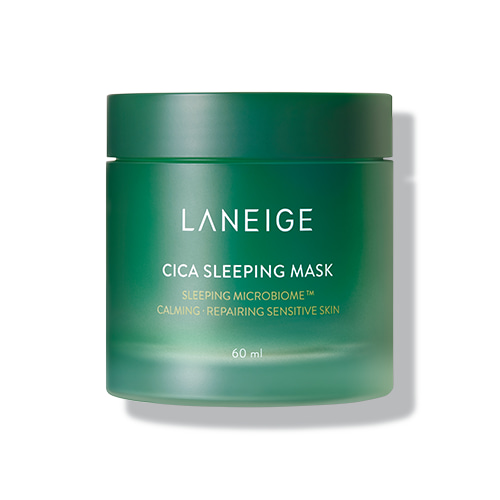 LANEIGE
CICA SLEEPING MASK
SLEEPING MICROBIOME™
CALMING · REPAIRING SENSITIVE SKIN
60 ml